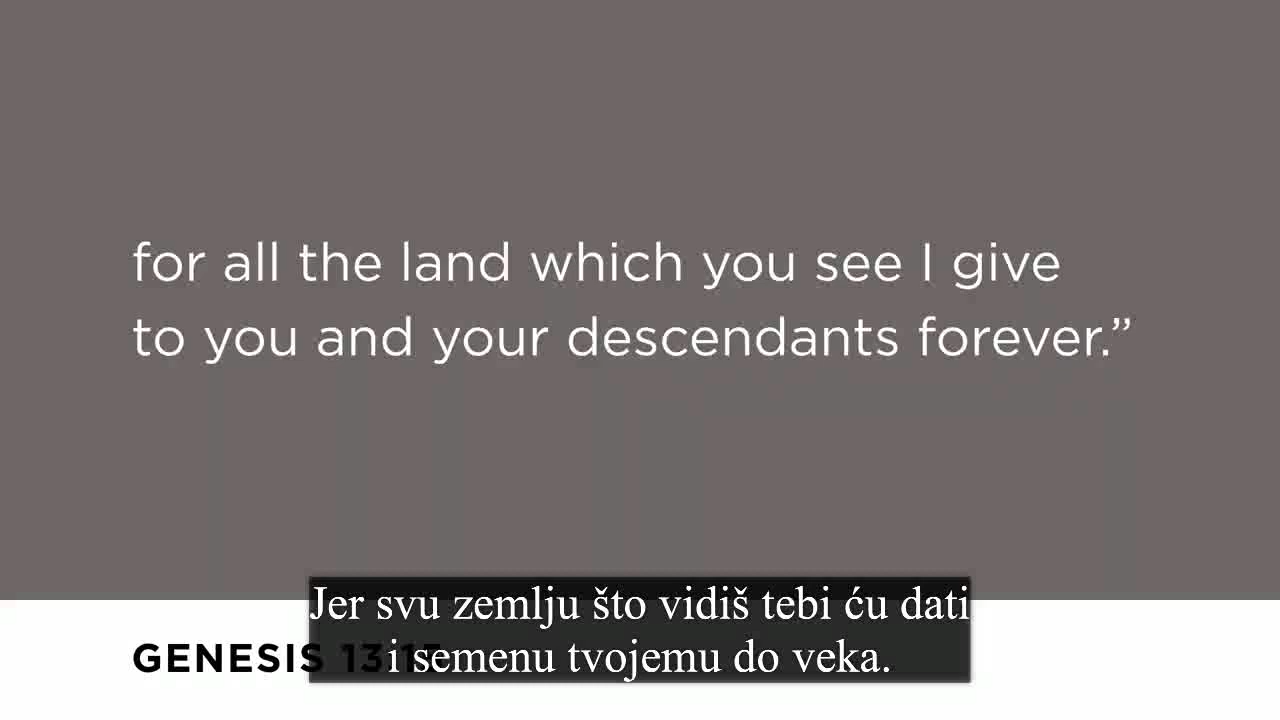 for all the land which you see I give
to you and your descendants forever.”
Jer svu zemlju što vidiš tebi ću dati
i semenu tvojemu do veka.
GENESIS